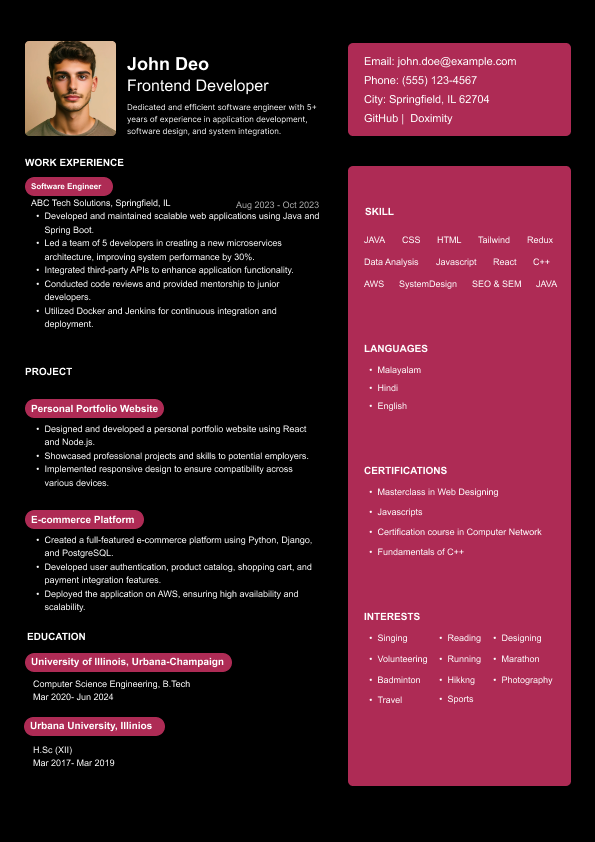 John Deo
Frontend Developer
Dedicated and efficient software engineer with 5+
years of experience in application development,
software design, and system integration.
Email: john.doe@example.com
Phone: (555) 123-4567
City: Springfield, IL 62704
GitHub | Doximity
WORK EXPERIENCE
Software Engineer
ABC Tech Solutions, Springfield, IL
Aug 2023 - Oct 2023
• Developed and maintained scalable web applications using Java and
Spring Boot.
• Led a team of 5 developers in creating a new microservices
architecture, improving system performance by 30%.
• Integrated third-party APIs to enhance application functionality.
• Conducted code reviews and provided mentorship to junior
developers.
• Utilized Docker and Jenkins for continuous integration and
deployment.
PROJECT
Personal Portfolio Website
• Designed and developed a personal portfolio website using React
and Node.js.
• Showcased professional projects and skills to potential employers.
• Implemented responsive design to ensure compatibility across
various devices.
E-commerce Platform
• Created a full-featured e-commerce platform using Python, Django,
and PostgreSQL.
• Developed user authentication, product catalog, shopping cart, and
payment integration features.
• Deployed the application on AWS, ensuring high availability and
scalability.
EDUCATION
University of Illinois, Urbana-Champaign
Computer Science Engineering, B.Tech
Mar 2020- Jun 2024
Urbana University, Illinios
H.Sc (XII)
Mar 2017- Mar 2019
SKILL
JAVA CSS HTML Tailwind Redux
Data Analysis Javascript React C++
AWS SystemDesign SEO & SEM JAVA
LANGUAGES
• Malayalam
• Hindi
• English
CERTIFICATIONS
• Masterclass in Web Designing
• Javascripts
• Certification course in Computer Network
• Fundamentals of C++
INTERESTS
• Singing • Reading • Designing
• Volunteering • Running • Marathon
• Badminton • Hikkng • Photography
• Travel • Sports